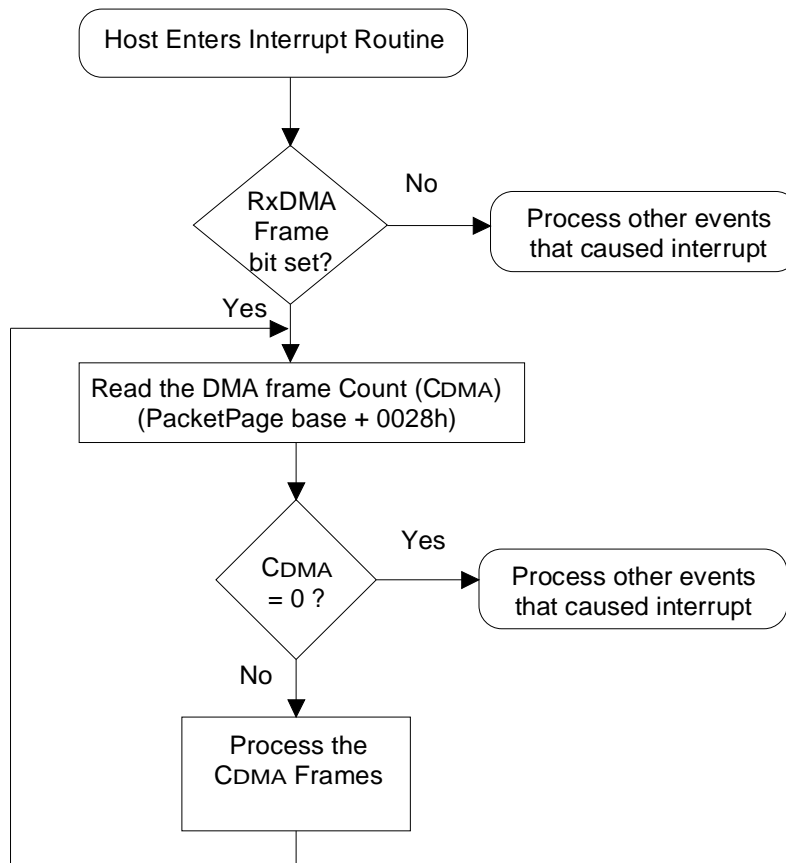 Host Enters Interrupt Routine
RxDMA
Frame
bit set?
No
Process other events
that caused interrupt
Yes
Read the DMA frame Count (CDMA)
(PacketPage base + 0028h)
CDMA
= 0 ?
Yes
Process other events
that caused interrupt
No
Process the
CDMA Frames